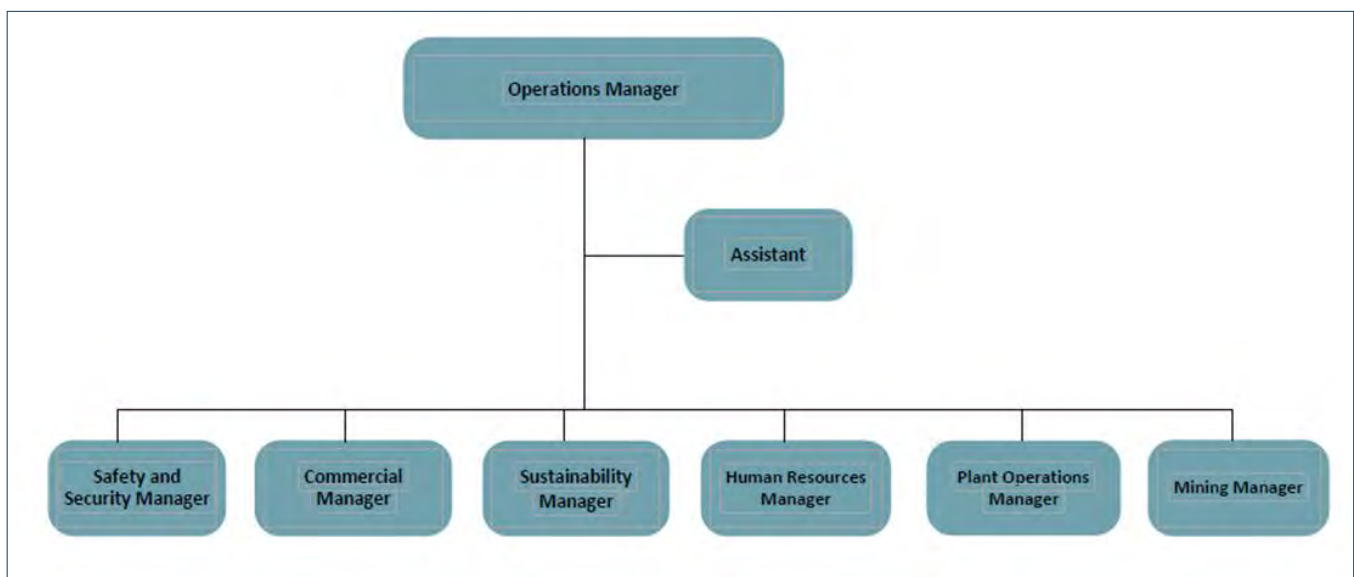 Operations Manager
Assistant
Safety and
Security Manager
Commercial
Manager
Sustainability
Manager
Human Resources
Manager
Plant Operations
Manager
Mining Manager